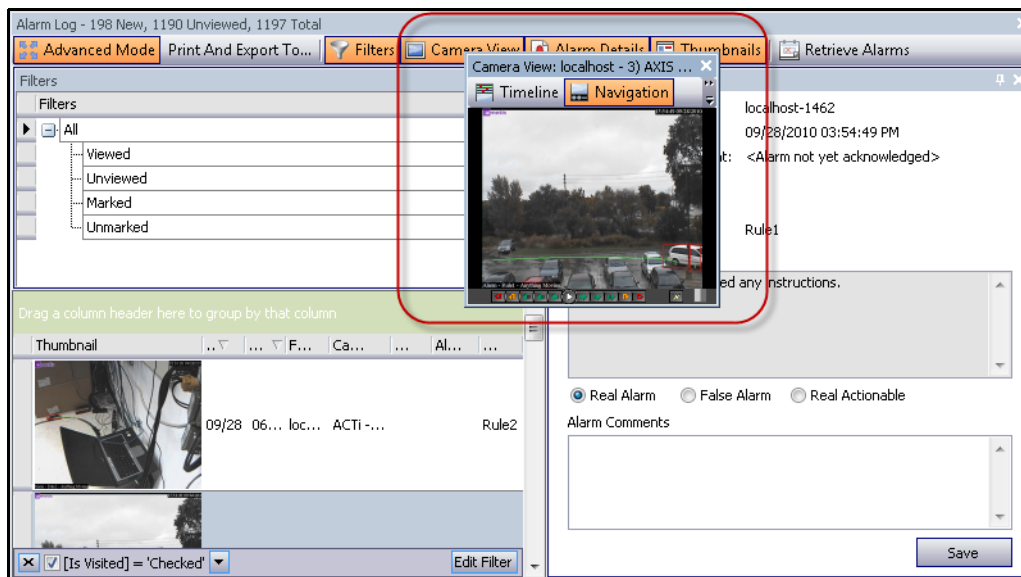 Alarm Log - 198 New, 1190 Unviewed, 1197 Total
Advanced Mode Print And Export To... Filters Camera View Alarm Details Thumbnails Retrieve Alarms
Camera View: localhost - 3) AXIS ...
Timeline Navigation
Filters
Filters
All
Viewed
Unviewed
Marked
Unmarked
localhost-1462
09/28/2010 03:54:49 PM
<Alarm not yet acknowledged>
Rule1
Alarm - Rule1 - Anything Moving
any instructions.
Drag a column header here to group by that column
Thumbnail .. ... F... Ca... ... Al... ...
09/28 06... loc... ACTi -... Rule2
Real Alarm False Alarm Real Actionable
Alarm Comments
[Is Visited] = 'Checked' Edit Filter
Save